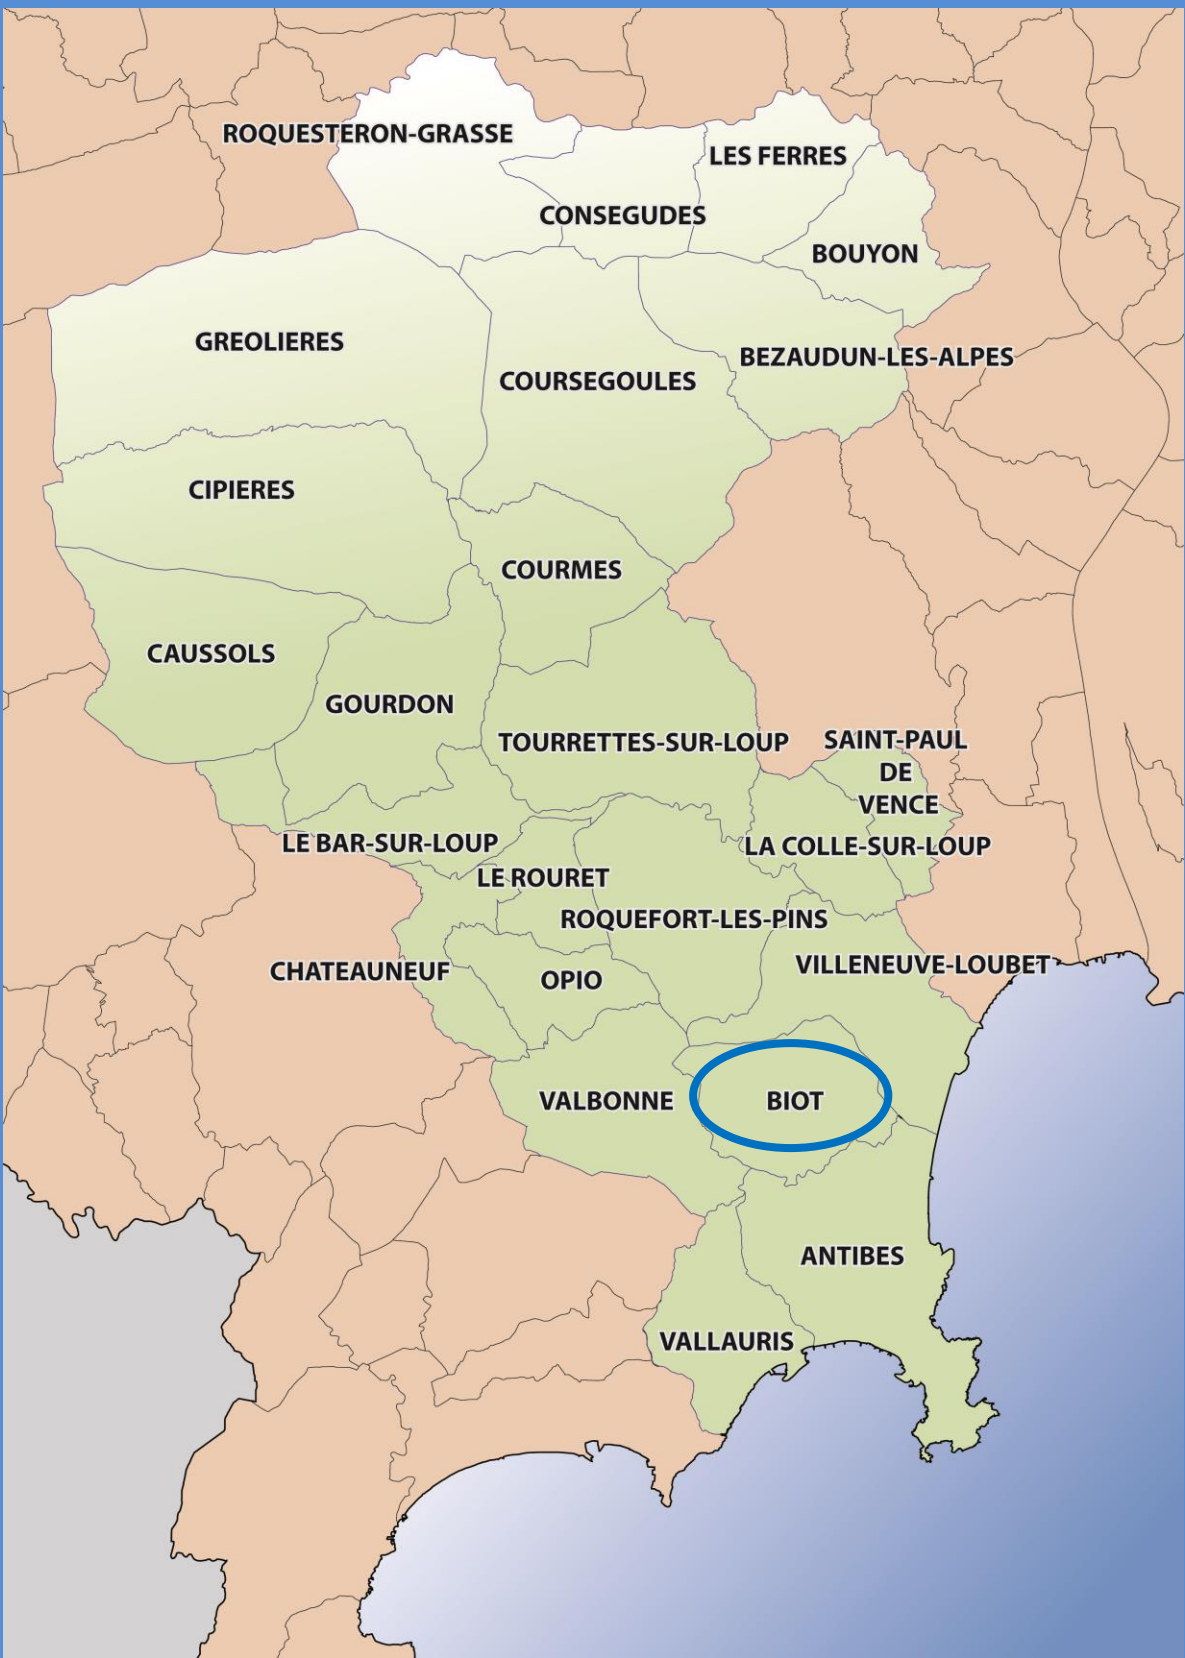 ROQUESTERON-GRASSE
LES FERRES
CONSEGUDES
BOUYON
GREOLIERES
BEZAUDUN-LES-ALPES
COURSEGOULES
CIPIERES
COURMES
CAUSSOLS
GOURDON
TOURRETTES-SUR-LOUP
SAINT-PAUL
DE
VENCE
LE BAR-SUR-LOUP
LA COLLE-SUR-LOUP
LE ROURET
ROQUEFORT-LES-PINS
VILLENEUVE-LOUBET
CHATEAUNEUF
OPIO
VALBONNE
BIOT
ANTIBES
VALLAURIS